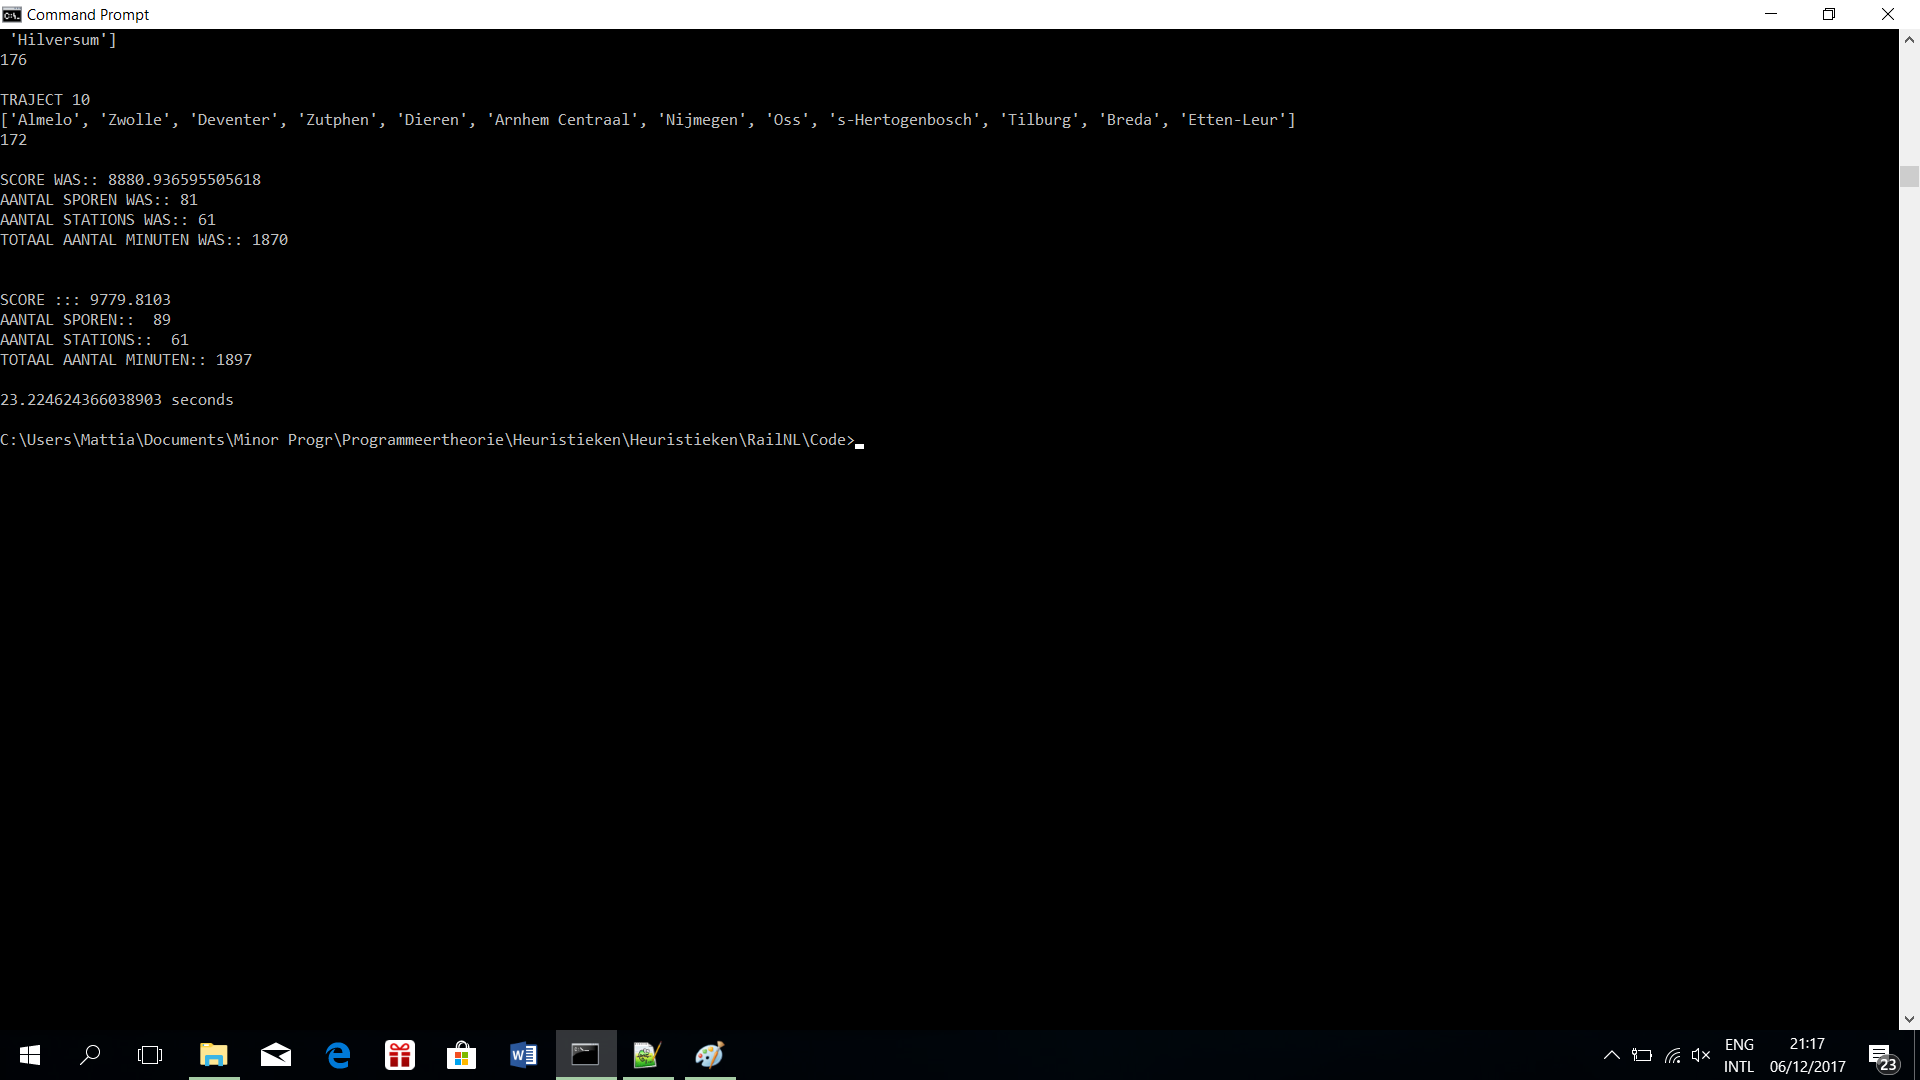 Command Prompt
'Hilversum']
176
TRAJECT 10
['Almelo', 'Zwolle', 'Deventer', 'Zutphen', 'Dieren', 'Arnhem Centraal', 'Nijmegen', 'Oss', 's-Hertogenbosch', 'Tilburg', 'Breda', 'Etten-Leur']
172
SCORE WAS:: 8880.936595505618
AANTAL SPOREN WAS:: 81
AANTAL STATIONS WAS:: 61
TOTAAL AANTAL MINUTEN WAS:: 1870
SCORE ::: 9779.8103
AANTAL SPOREN::  89
AANTAL STATIONS::  61
TOTAAL AANTAL MINUTEN:: 1897
23.224624366038903 seconds
C:\Users\Mattia\Documents\Minor Progr\Programmeertheorie\Heuristieken\Heuristieken\RailNL\Code>
ENG
INTL
21:17
06/12/2017
23